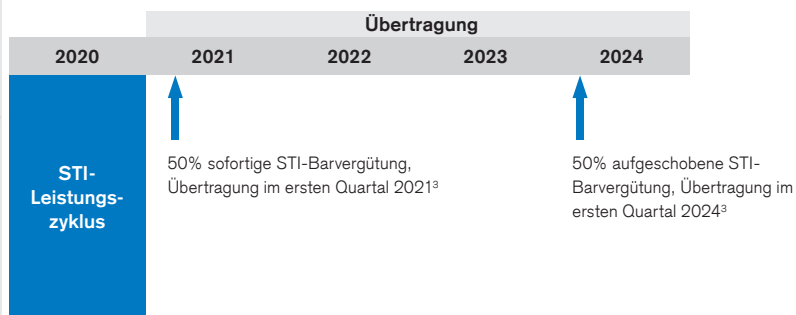 Übertragung
2020 2021 2022 2023 2024
STI-
Leistungs-
zyklus
50% sofortige STI-Barvergütung,
Übertragung im ersten Quartal 2021³
50% aufgeschobene STI-
Barvergütung, Übertragung im
ersten Quartal 2024³